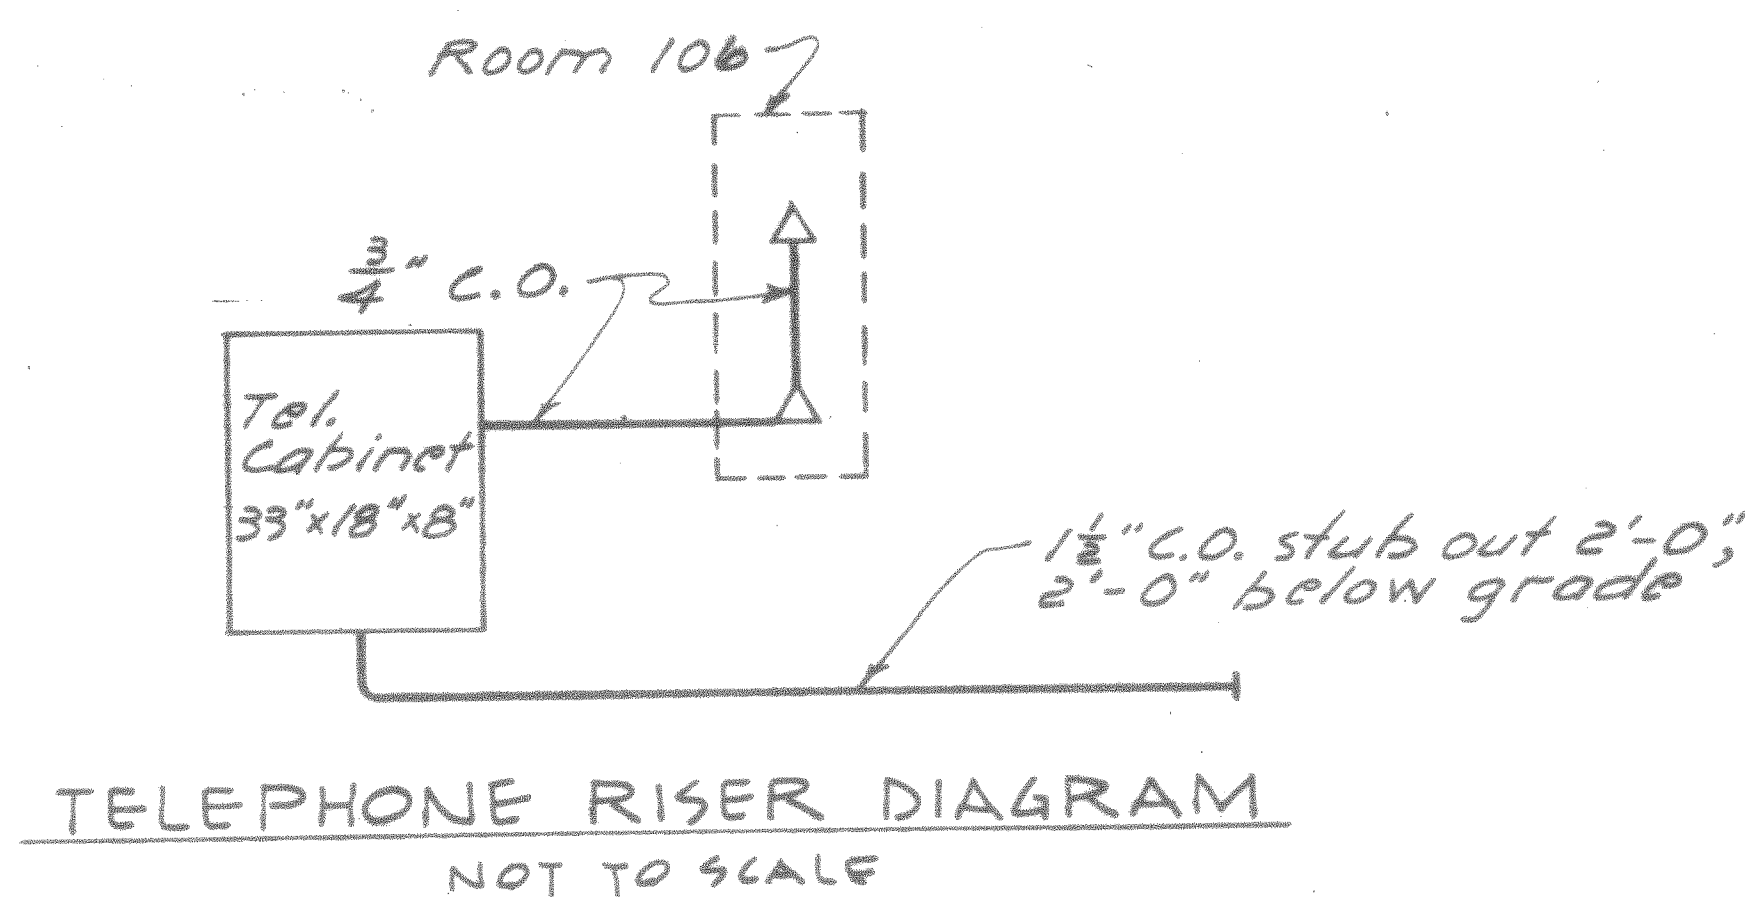 Room 106
3/4" C.O.
Tel.
Cabinet
33"x18"x8"
1 1/2" C.O. stub out 2'-0",
2'-0" below grade
TELEPHONE RISER DIAGRAM
NOT TO SCALE